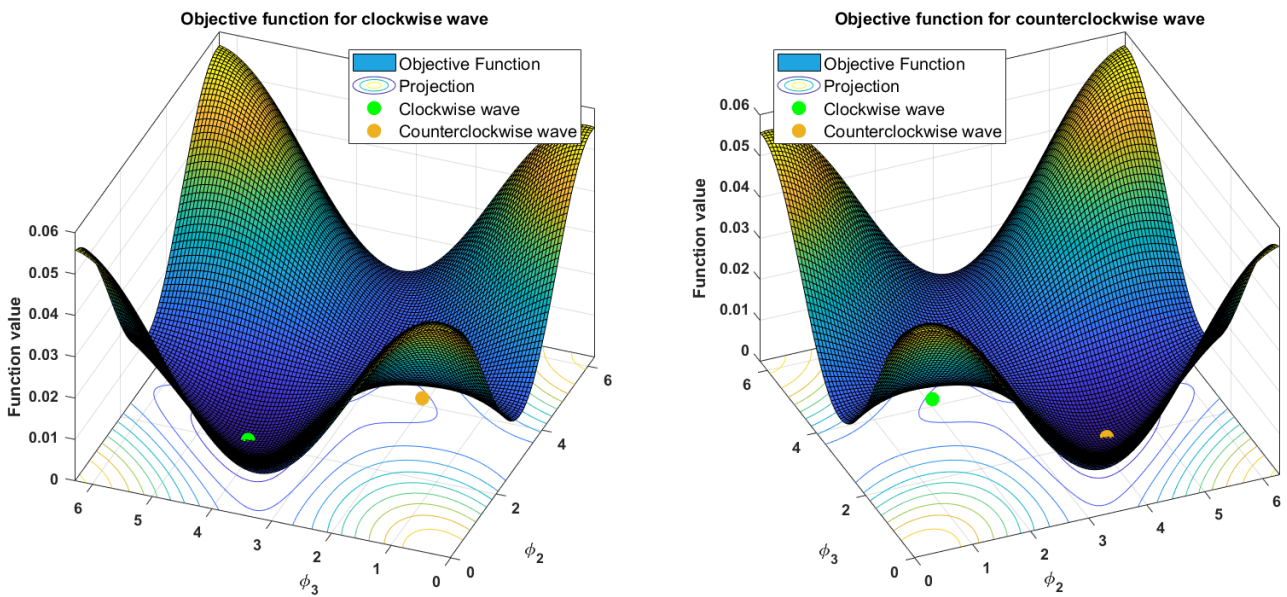 Objective function for clockwise wave
Objective Function
Projection
Clockwise wave
Counterclockwise wave
Function value
0.06
0.05
0.04
0.03
0.02
0.01
0
6
5
4
3
2
1
0
ϕ3
0
2
4
6
ϕ2
Objective function for counterclockwise wave
Objective Function
Projection
Clockwise wave
Counterclockwise wave
Function value
0.06
0.05
0.04
0.03
0.02
0.01
0
6
4
2
0
ϕ3
0
1
2
3
4
5
6
ϕ2